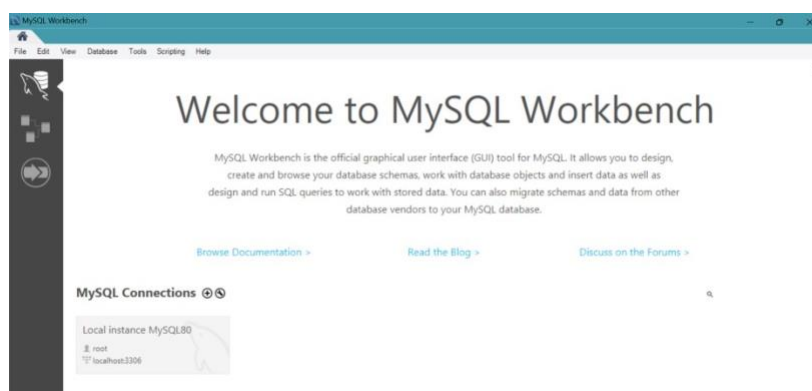 MySQL Workbench
File Edit View Database Tools Scripting Help
Welcome to MySQL Workbench
MySQL Workbench is the official graphical user interface (GUI) tool for MySQL. It allows you to design,
create and browse your database schemas, work with database objects and insert data as well as
design and run SQL queries to work with stored data. You can also migrate schemas and data from other
database vendors to your MySQL database.
Browse Documentation > Read the Blog > Discuss on the Forums >
MySQL Connections
Local instance MySQL80
root
localhost:3306